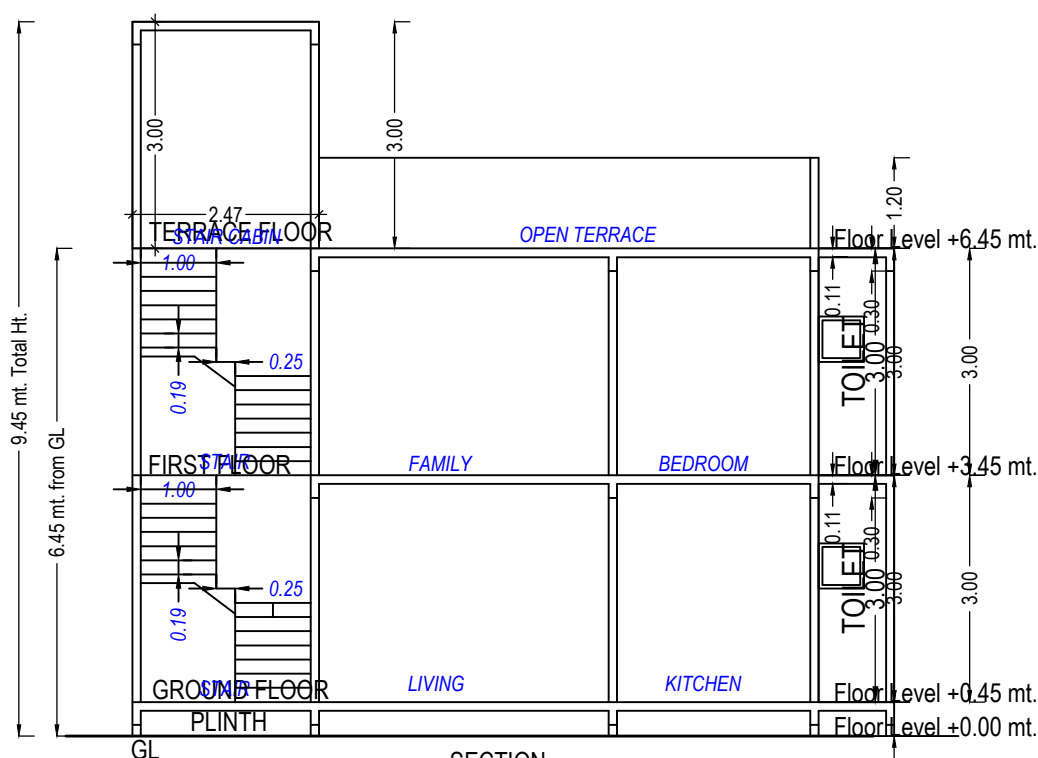 9.45 mt. Total Ht.
3.00
3.00
2.47
1.20
TERRACE FLOOR
STAIR CABIN
OPEN TERRACE
Floor Level +6.45 mt.
1.00
0.11
0.30
TOILET
3.00
3.00
3.00
0.25
0.19
6.45 mt. from GL
FIRST FLOOR
STAIR
FAMILY
BEDROOM
Floor Level +3.45 mt.
1.00
0.11
0.30
TOILET
3.00
3.00
3.00
0.25
0.19
GROUND FLOOR
STAIR
LIVING
KITCHEN
Floor Level +0.45 mt.
PLINTH
Floor Level +0.00 mt.
GL
SECTION